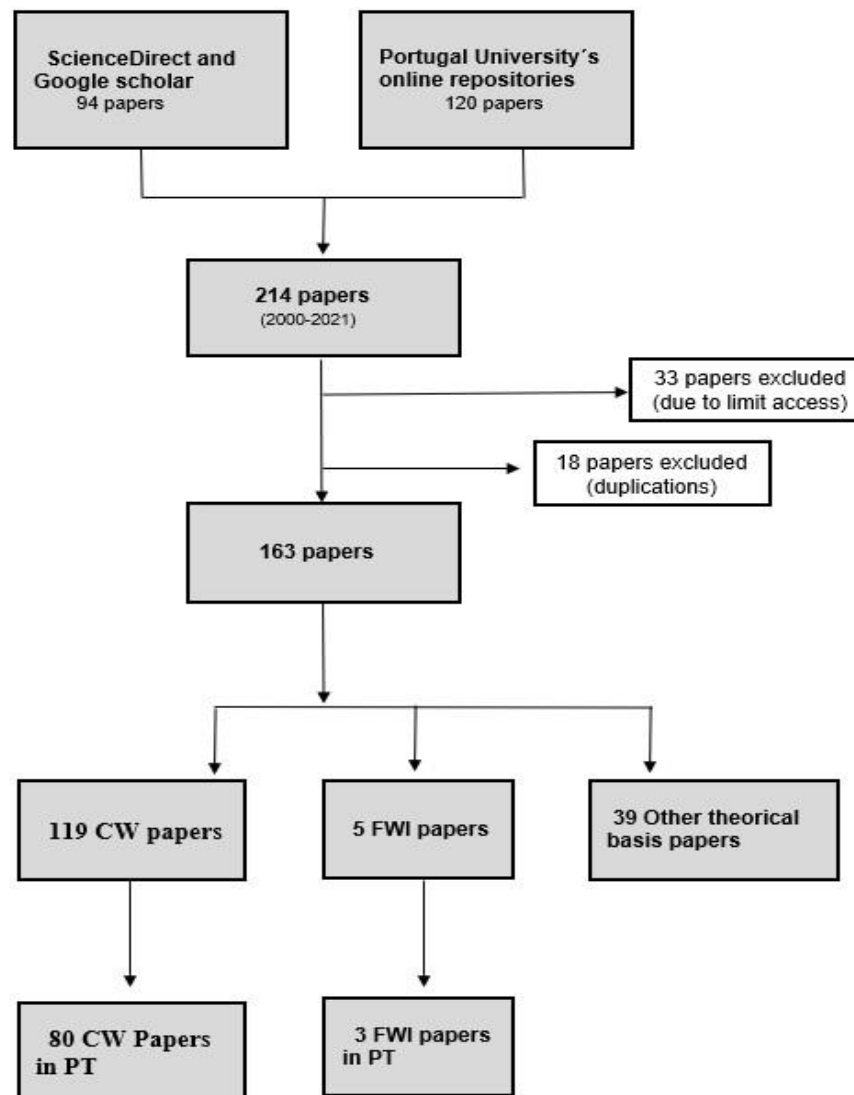 ScienceDirect and
Google scholar
94 papers
Portugal University´s
online repositories
120 papers
214 papers
(2000-2021)
33 papers excluded
(due to limit access)
18 papers excluded
(duplications)
163 papers
119 CW papers
5 FWI papers
39 Other theorical
basis papers
80 CW Papers
in PT
3 FWI papers
in PT